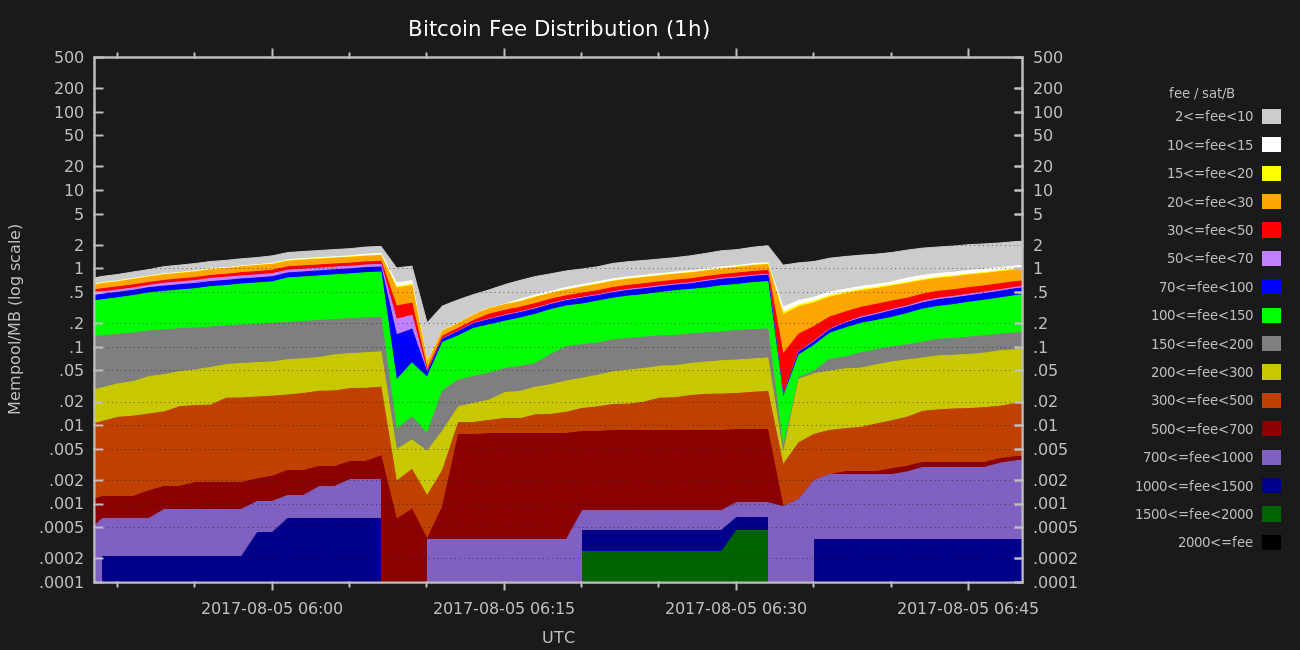 Bitcoin Fee Distribution (1h)
Mempool/MB (log scale)
500
200
100
50
20
10
5
2
1
.5
.2
.1
.05
.02
.01
.005
.002
.001
.0005
.0002
.0001
500
200
100
50
20
10
5
2
1
.5
.2
.1
.05
.02
.01
.005
.002
.001
.0005
.0002
.0001
2017-08-05 06:00
2017-08-05 06:15
2017-08-05 06:30
2017-08-05 06:45
UTC
fee / sat/B
2<=fee<10
10<=fee<15
15<=fee<20
20<=fee<30
30<=fee<50
50<=fee<70
70<=fee<100
100<=fee<150
150<=fee<200
200<=fee<300
300<=fee<500
500<=fee<700
700<=fee<1000
1000<=fee<1500
1500<=fee<2000
2000<=fee